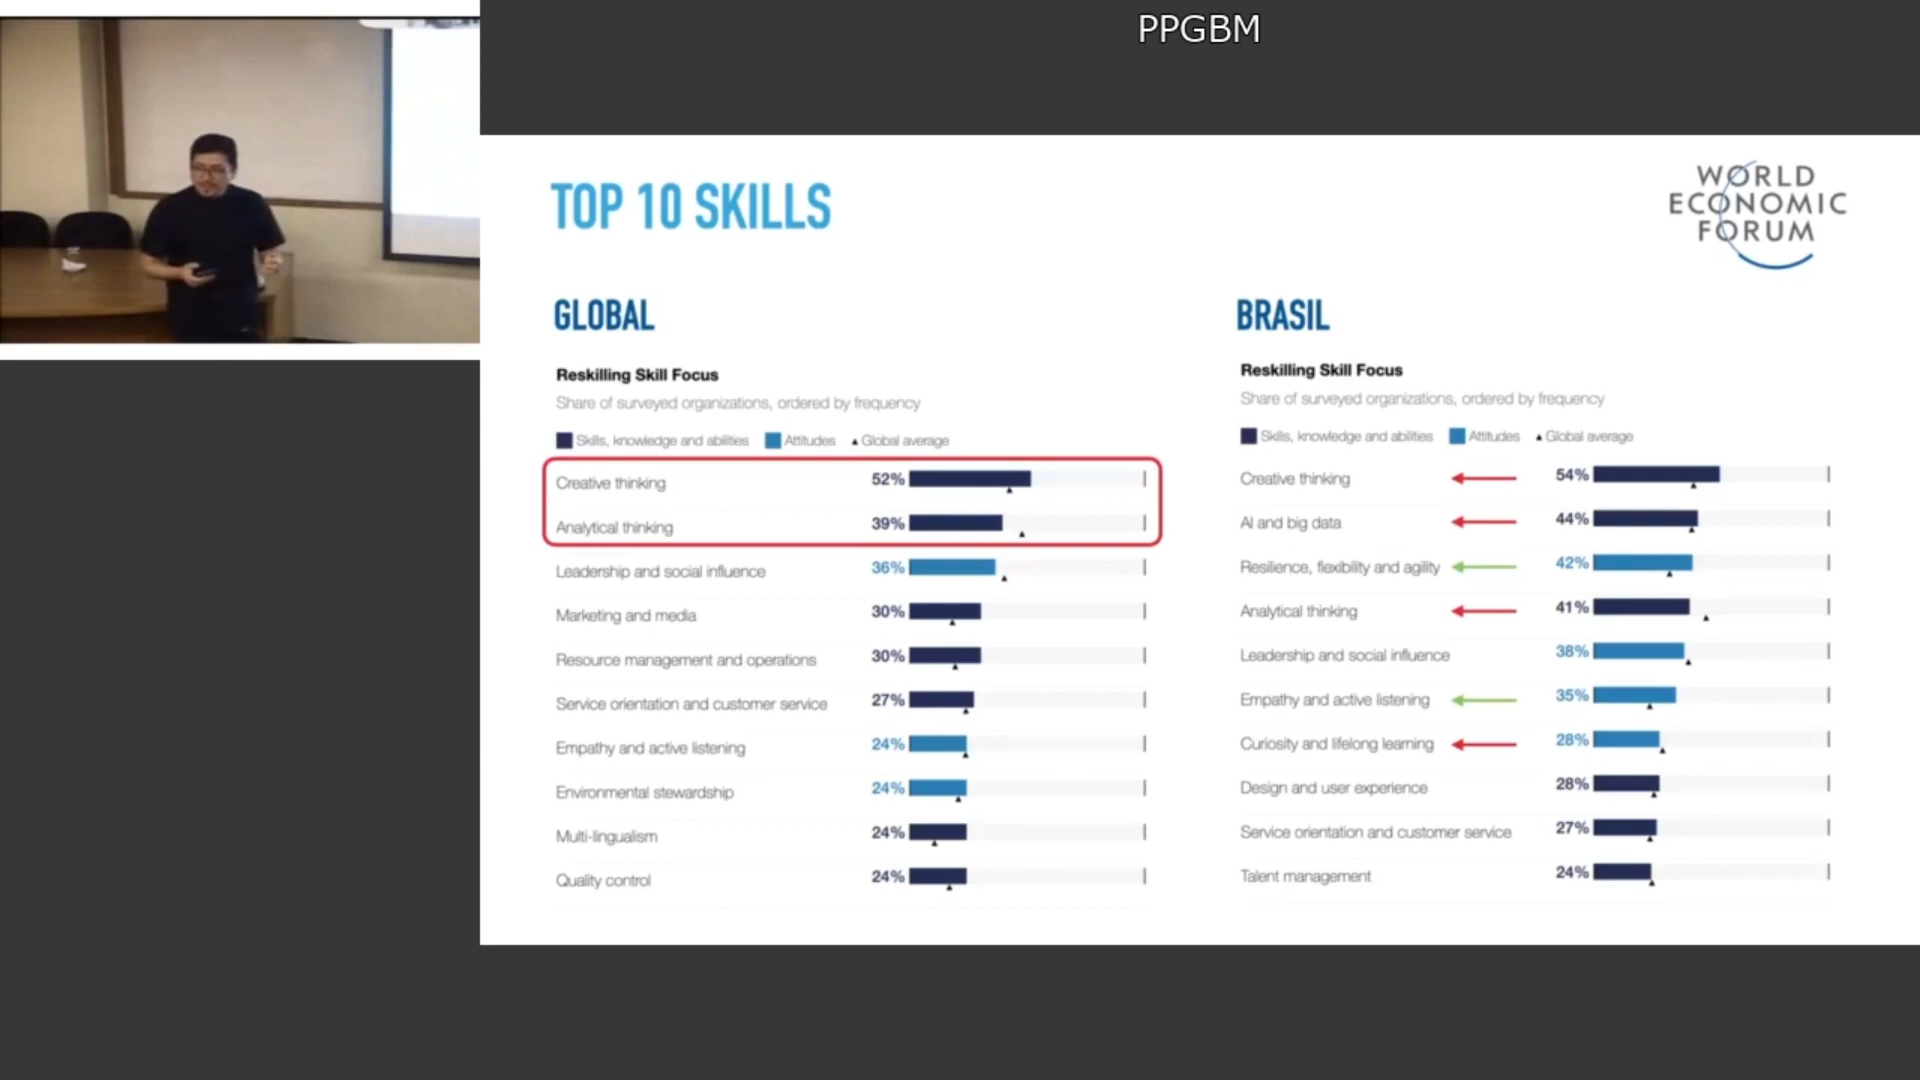 PPGBM
TOP 10 SKILLS
WORLD
ECONOMIC
FORUM
GLOBAL
Reskilling Skill Focus
Share of surveyed organizations, ordered by frequency
Skills, knowledge and abilities Attitudes Global average
Creative thinking 52%
Analytical thinking 39%
Leadership and social influence 36%
Marketing and media 30%
Resource management and operations 30%
Service orientation and customer service 27%
Empathy and active listening 24%
Environmental stewardship 24%
Multi-lingualism 24%
Quality control 24%
BRASIL
Reskilling Skill Focus
Share of surveyed organizations, ordered by frequency
Skills, knowledge and abilities Attitudes Global average
Creative thinking 54%
AI and big data 44%
Resilience, flexibility and agility 42%
Analytical thinking 41%
Leadership and social influence 38%
Empathy and active listening 35%
Curiosity and lifelong learning 28%
Design and user experience 28%
Service orientation and customer service 27%
Talent management 24%